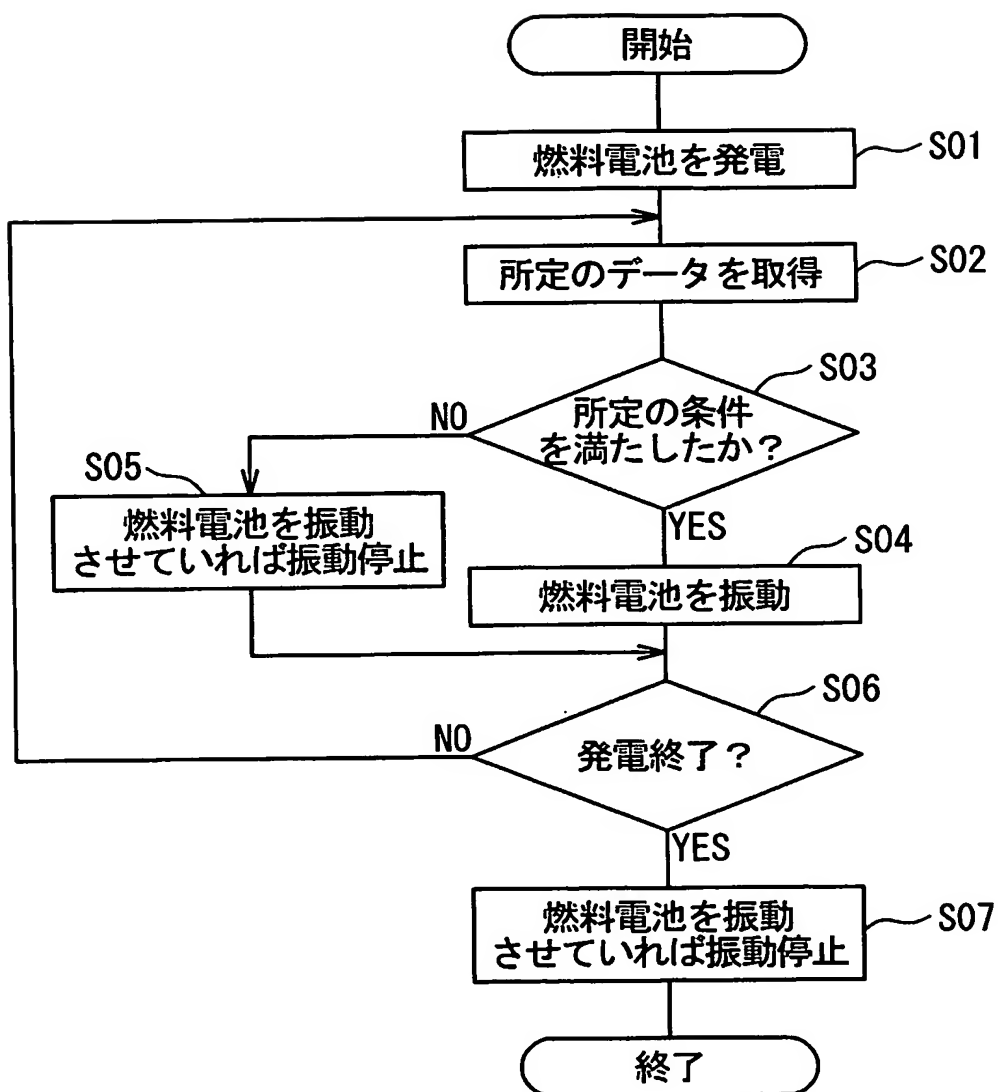 開始
燃料電池を発電
S01
所定のデータを取得
S02
S03
所定の条件
を満たしたか？
NO
YES
S05
燃料電池を振動
させていれば振動停止
S04
燃料電池を振動
S06
発電終了？
NO
YES
燃料電池を振動
させていれば振動停止
S07
終了